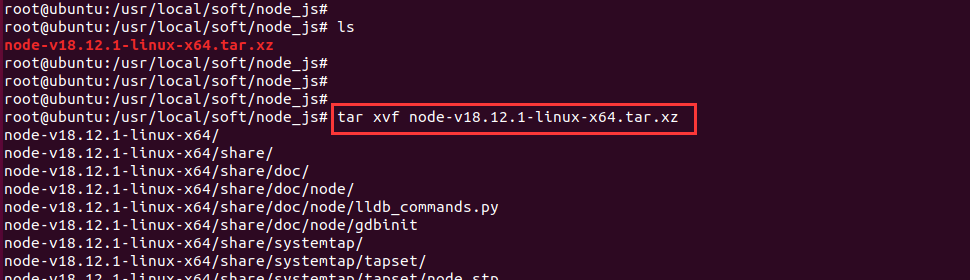 root@ubuntu:/usr/local/soft/node_js#
root@ubuntu:/usr/local/soft/node_js# ls
node-v18.12.1-linux-x64.tar.xz
root@ubuntu:/usr/local/soft/node_js#
root@ubuntu:/usr/local/soft/node_js#
root@ubuntu:/usr/local/soft/node_js#
root@ubuntu:/usr/local/soft/node_js# tar xvf node-v18.12.1-linux-x64.tar.xz
node-v18.12.1-linux-x64/
node-v18.12.1-linux-x64/share/
node-v18.12.1-linux-x64/share/doc/
node-v18.12.1-linux-x64/share/doc/node/
node-v18.12.1-linux-x64/share/doc/node/lldb_commands.py
node-v18.12.1-linux-x64/share/doc/node/gdbinit
node-v18.12.1-linux-x64/share/systemtap/
node-v18.12.1-linux-x64/share/systemtap/tapset/
node-v18.12.1-linux-x64/share/systemtap/tapset/node.stp